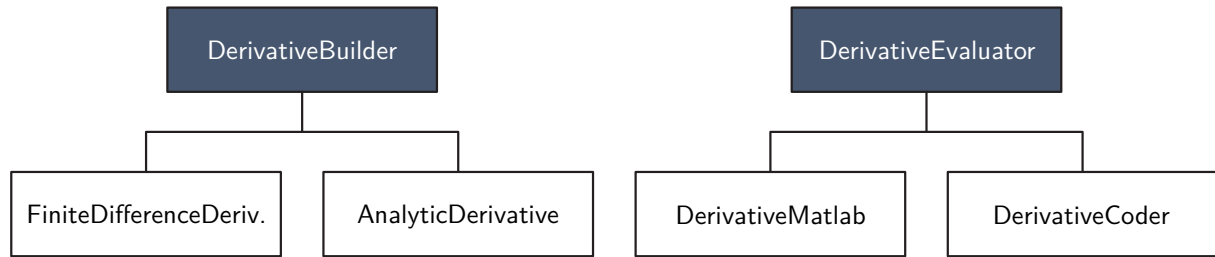 DerivativeBuilder
DerivativeEvaluator
FiniteDifferenceDeriv.
AnalyticDerivative
DerivativeMatlab
DerivativeCoder